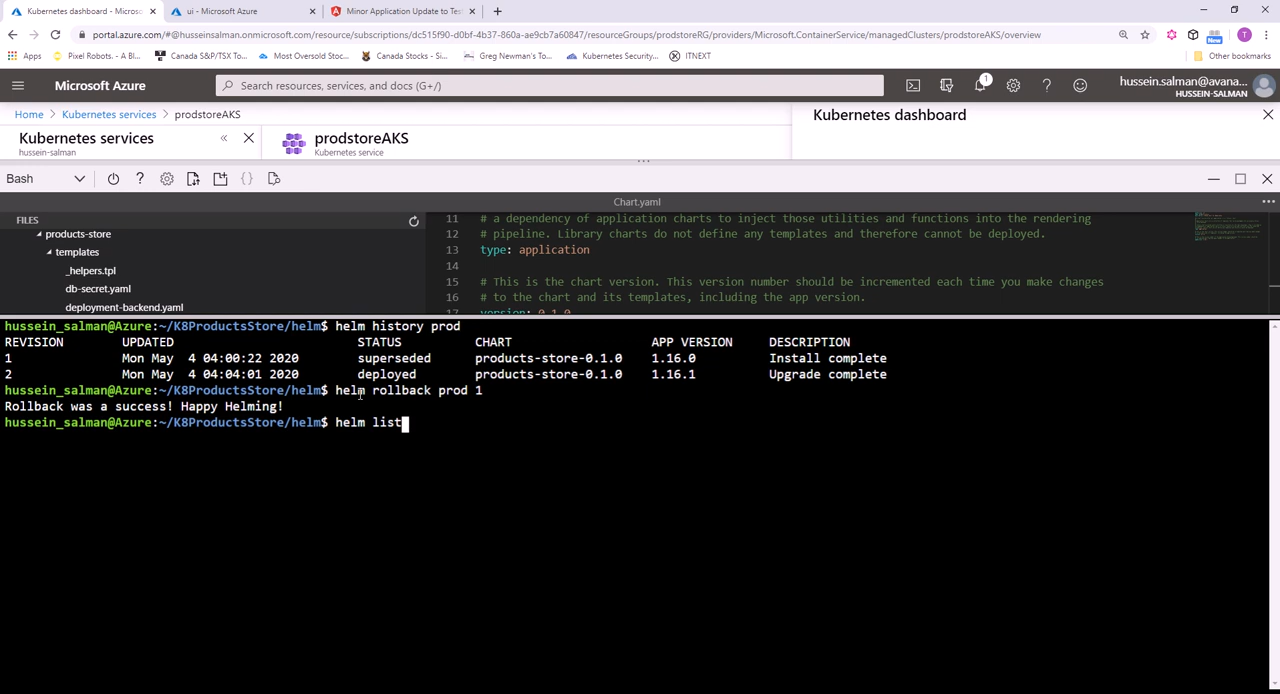 Kubernetes dashboard - Microso
ui - Microsoft Azure
Minor Application Update to Tes
portal.azure.com/#@husseinsalman.onmicrosoft.com/resource/subscriptions/dc515f90-d0bf-4b37-860a-ae9cb7a60847/resourceGroups/prodstoreRG/providers/Microsoft.ContainerService/managedClusters/prodstoreAKS/overview
New
T
Apps
Pixel Robots. - A Bl...
Canada S&P/TSX To...
Most Oversold Stoc...
Canada Stocks - Si...
Greg Newman's To...
Kubernetes Security,...
ITNEXT
Other bookmarks
Microsoft Azure
Search resources, services, and docs (G+/)
1
hussein.salman@avana...
HUSSEIN-SALMAN
Home > Kubernetes services > prodstoreAKS
Kubernetes services
hussein-salman
prodstoreAKS
Kubernetes service
Kubernetes dashboard
Bash
Chart.yaml
FILES
products-store
templates
_helpers.tpl
db-secret.yaml
deployment-backend.yaml
11 # a dependency of application charts to inject those utilities and functions into the rendering
12 # pipeline. Library charts do not define any templates and therefore cannot be deployed.
13 type: application
14
15 # This is the chart version. This version number should be incremented each time you make changes
16 # to the chart and its templates, including the app version.
17 version: 0.1.0
hussein_salman@Azure:~/K8ProductsStore/helm$ helm history prod
REVISION UPDATED STATUS CHART APP VERSION DESCRIPTION
1 Mon May 4 04:00:22 2020 superseded products-store-0.1.0 1.16.0 Install complete
2 Mon May 4 04:04:01 2020 deployed products-store-0.1.0 1.16.1 Upgrade complete
hussein_salman@Azure:~/K8ProductsStore/helm$ helm rollback prod 1
Rollback was a success! Happy Helming!
hussein_salman@Azure:~/K8ProductsStore/helm$ helm list